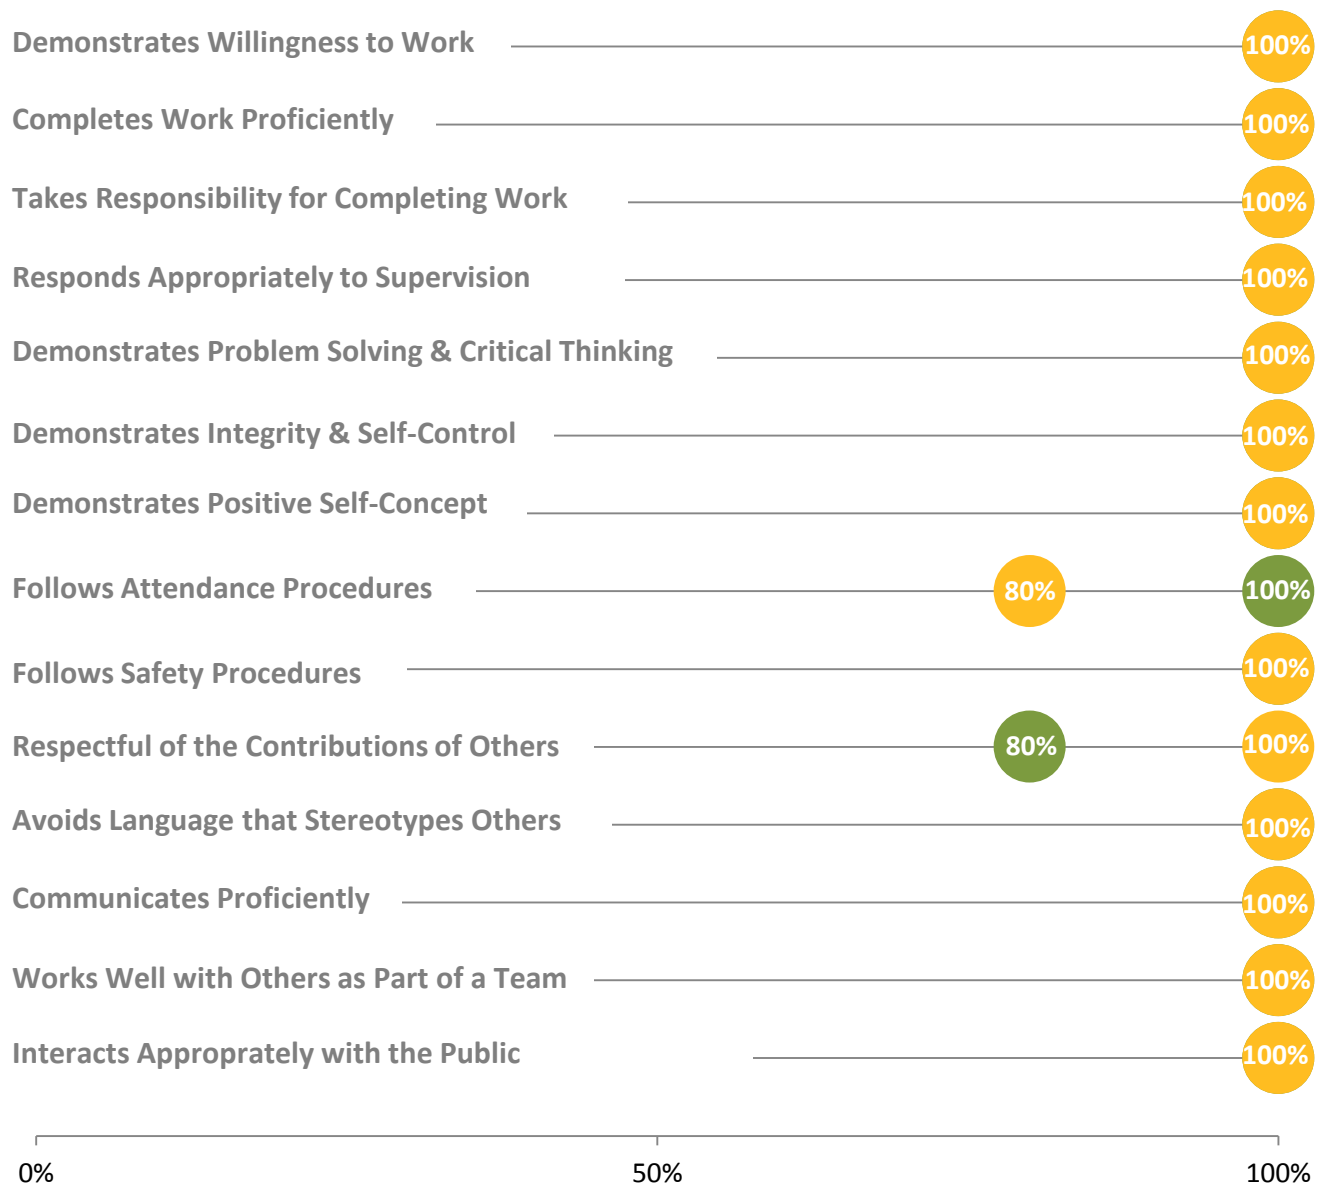 Demonstrates Willingness to Work 100%
Completes Work Proficiently 100%
Takes Responsibility for Completing Work 100%
Responds Appropriately to Supervision 100%
Demonstrates Problem Solving & Critical Thinking 100%
Demonstrates Integrity & Self-Control 100%
Demonstrates Positive Self-Concept 100%
Follows Attendance Procedures 80% 100%
Follows Safety Procedures 100%
Respectful of the Contributions of Others 80% 100%
Avoids Language that Stereotypes Others 100%
Communicates Proficiently 100%
Works Well with Others as Part of a Team 100%
Interacts Approprately with the Public 100%
0% 50% 100%